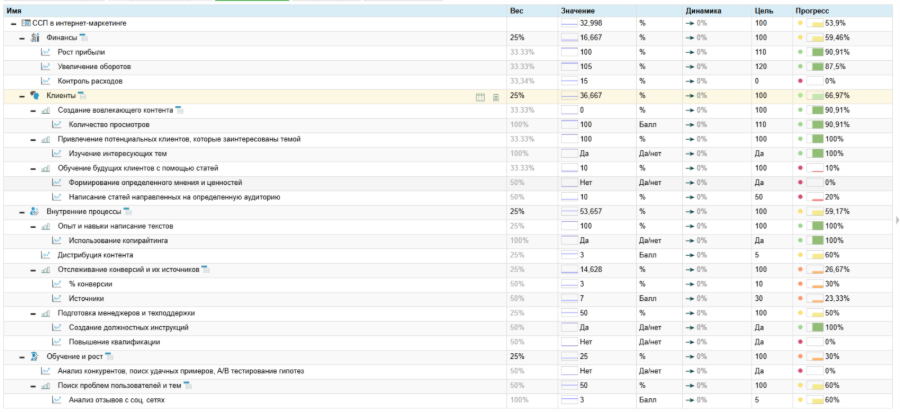 Имя Вес Значение Динамика Цель Прогресс
ССП в интернет-маркетинге 32,998 % 0% 100 53,9%
Финансы 25% 16,667 % 0% 100 59,46%
Рост прибыли 33.33% 100 % 0% 110 90,91%
Увеличение оборотов 33.33% 105 % 0% 120 87,5%
Контроль расходов 33,34% 15 % 0% 0 0%
Клиенты 25% 36,667 % 0% 100 66,97%
Создание вовлекающего контента 33.33% 0 % 0% 100 90,91%
Количество просмотров 100% 100 Балл 0% 110 90,91%
Привлечение потенциальных клиентов, которые заинтересованы темой 33.33% 100 % 0% 100 100%
Изучение интересующих тем 100% Да Да/нет 0% Да 100%
Обучение будущих клиентов с помощью статей 33.33% 10 % 0% 100 10%
Формирование определенного мнения и ценностей 50% Нет Да/нет 0% Да 0%
Написание статей направленных на определенную аудиторию 50% 10 % 0% 50 20%
Внутренние процессы 25% 53,657 % 0% 100 59,17%
Опыт и навыки написание текстов 25% 100 % 0% 100 100%
Использование копирайтинга 100% Да Да/нет 0% Да 100%
Дистрибуция контента 25% 3 Балл 0% 5 60%
Отслеживание конверсий и их источников 25% 14,628 % 0% 100 26,67%
% конверсии 50% 3 % 0% 10 30%
Источники 50% 7 Балл 0% 30 23,33%
Подготовка менеджеров и техподдержки 25% 50 % 0% 100 50%
Создание должностных инструкций 50% Да Да/нет 0% Да 100%
Повышение квалификации 50% Нет Да/нет 0% Да 0%
Обучение и рост 25% 25 % 0% 100 30%
Анализ конкурентов, поиск удачных примеров, A/B тестирование гипотез 50% Нет Да/нет 0% Да 0%
Поиск проблем пользователей и тем 50% 50 % 0% 100 60%
Анализ отзывов с соц. сетях 100% 3 Балл 0% 5 60%